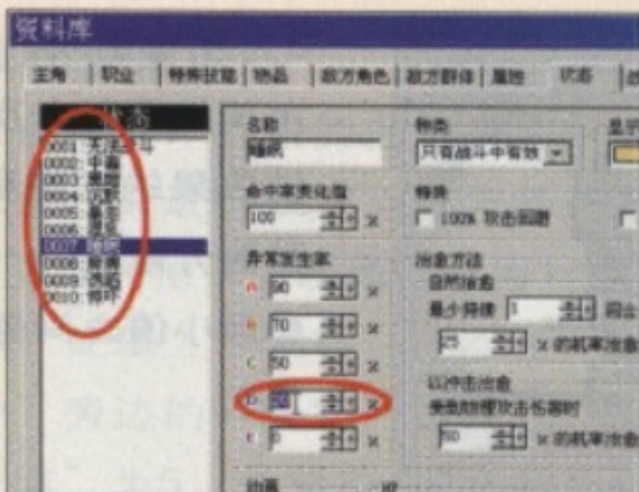 资料库
主角 职业 特殊技能 物品 敌方角色 敌方群体 属性 状态
状态
0001:无法战斗
0002:中毒
0003:黑暗
0004:沉默
0005:
0006:混乱
0007:睡眠
0008:麻痹
0009:
0010:
名称
睡眠
种类
只有战斗中有效
显示
命中率变化值
100 %
特殊
100% 攻击回避
异常发生率
A 90 %
B 70 %
C 50 %
D %
E 0 %
治愈方法
自然治愈
最少持续 1 回合
25 % 的机率治愈
以冲击治愈
受到物理攻击伤害时
50 % 的机率治愈
动画